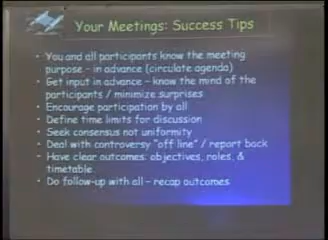 Your Meetings: Success Tips
• You and all participants know the meeting
purpose - in advance (circulate agenda)
• Get input in advance - know the mind of the
participants / minimize surprises
• Encourage participation by all
• Define time limits for discussion
• Seek consensus not uniformity
• Deal with controversy "off line" / report back
• Have clear outcomes: objectives, roles, &
timetable
• Do follow-up with all - recap outcomes